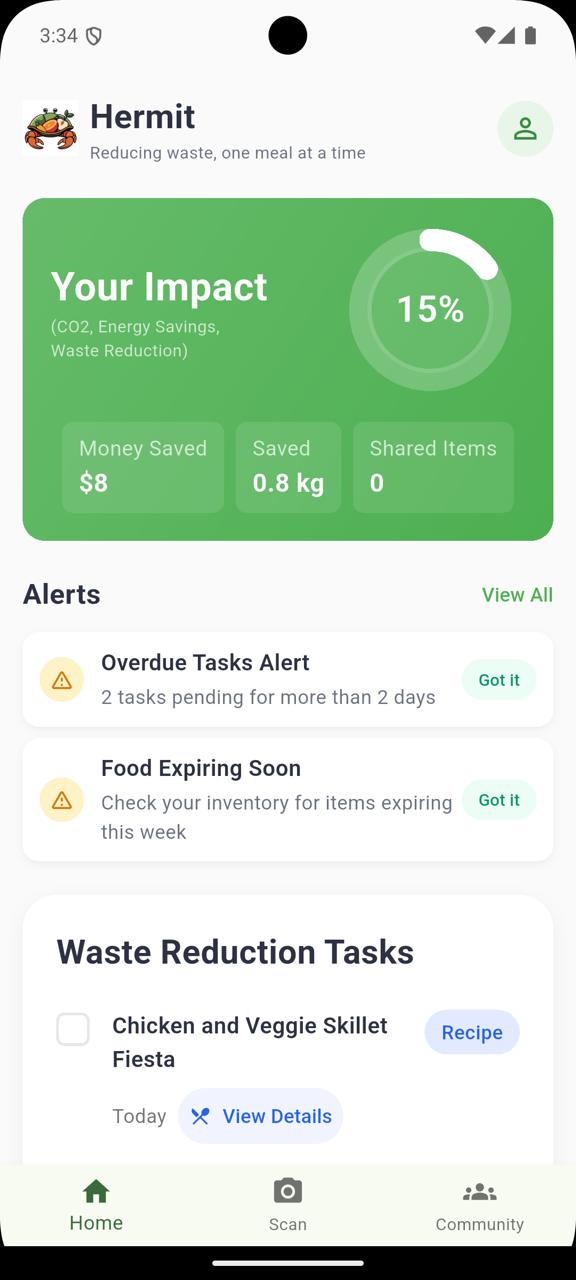 3:34
Hermit
Reducing waste, one meal at a time
Your Impact
(CO2, Energy Savings,
Waste Reduction)
15%
Money Saved
$8
Saved
0.8 kg
Shared Items
0
Alerts
View All
Overdue Tasks Alert
2 tasks pending for more than 2 days
Got it
Food Expiring Soon
Check your inventory for items expiring
this week
Got it
Waste Reduction Tasks
Chicken and Veggie Skillet
Fiesta
Recipe
Today
View Details
Home
Scan
Community